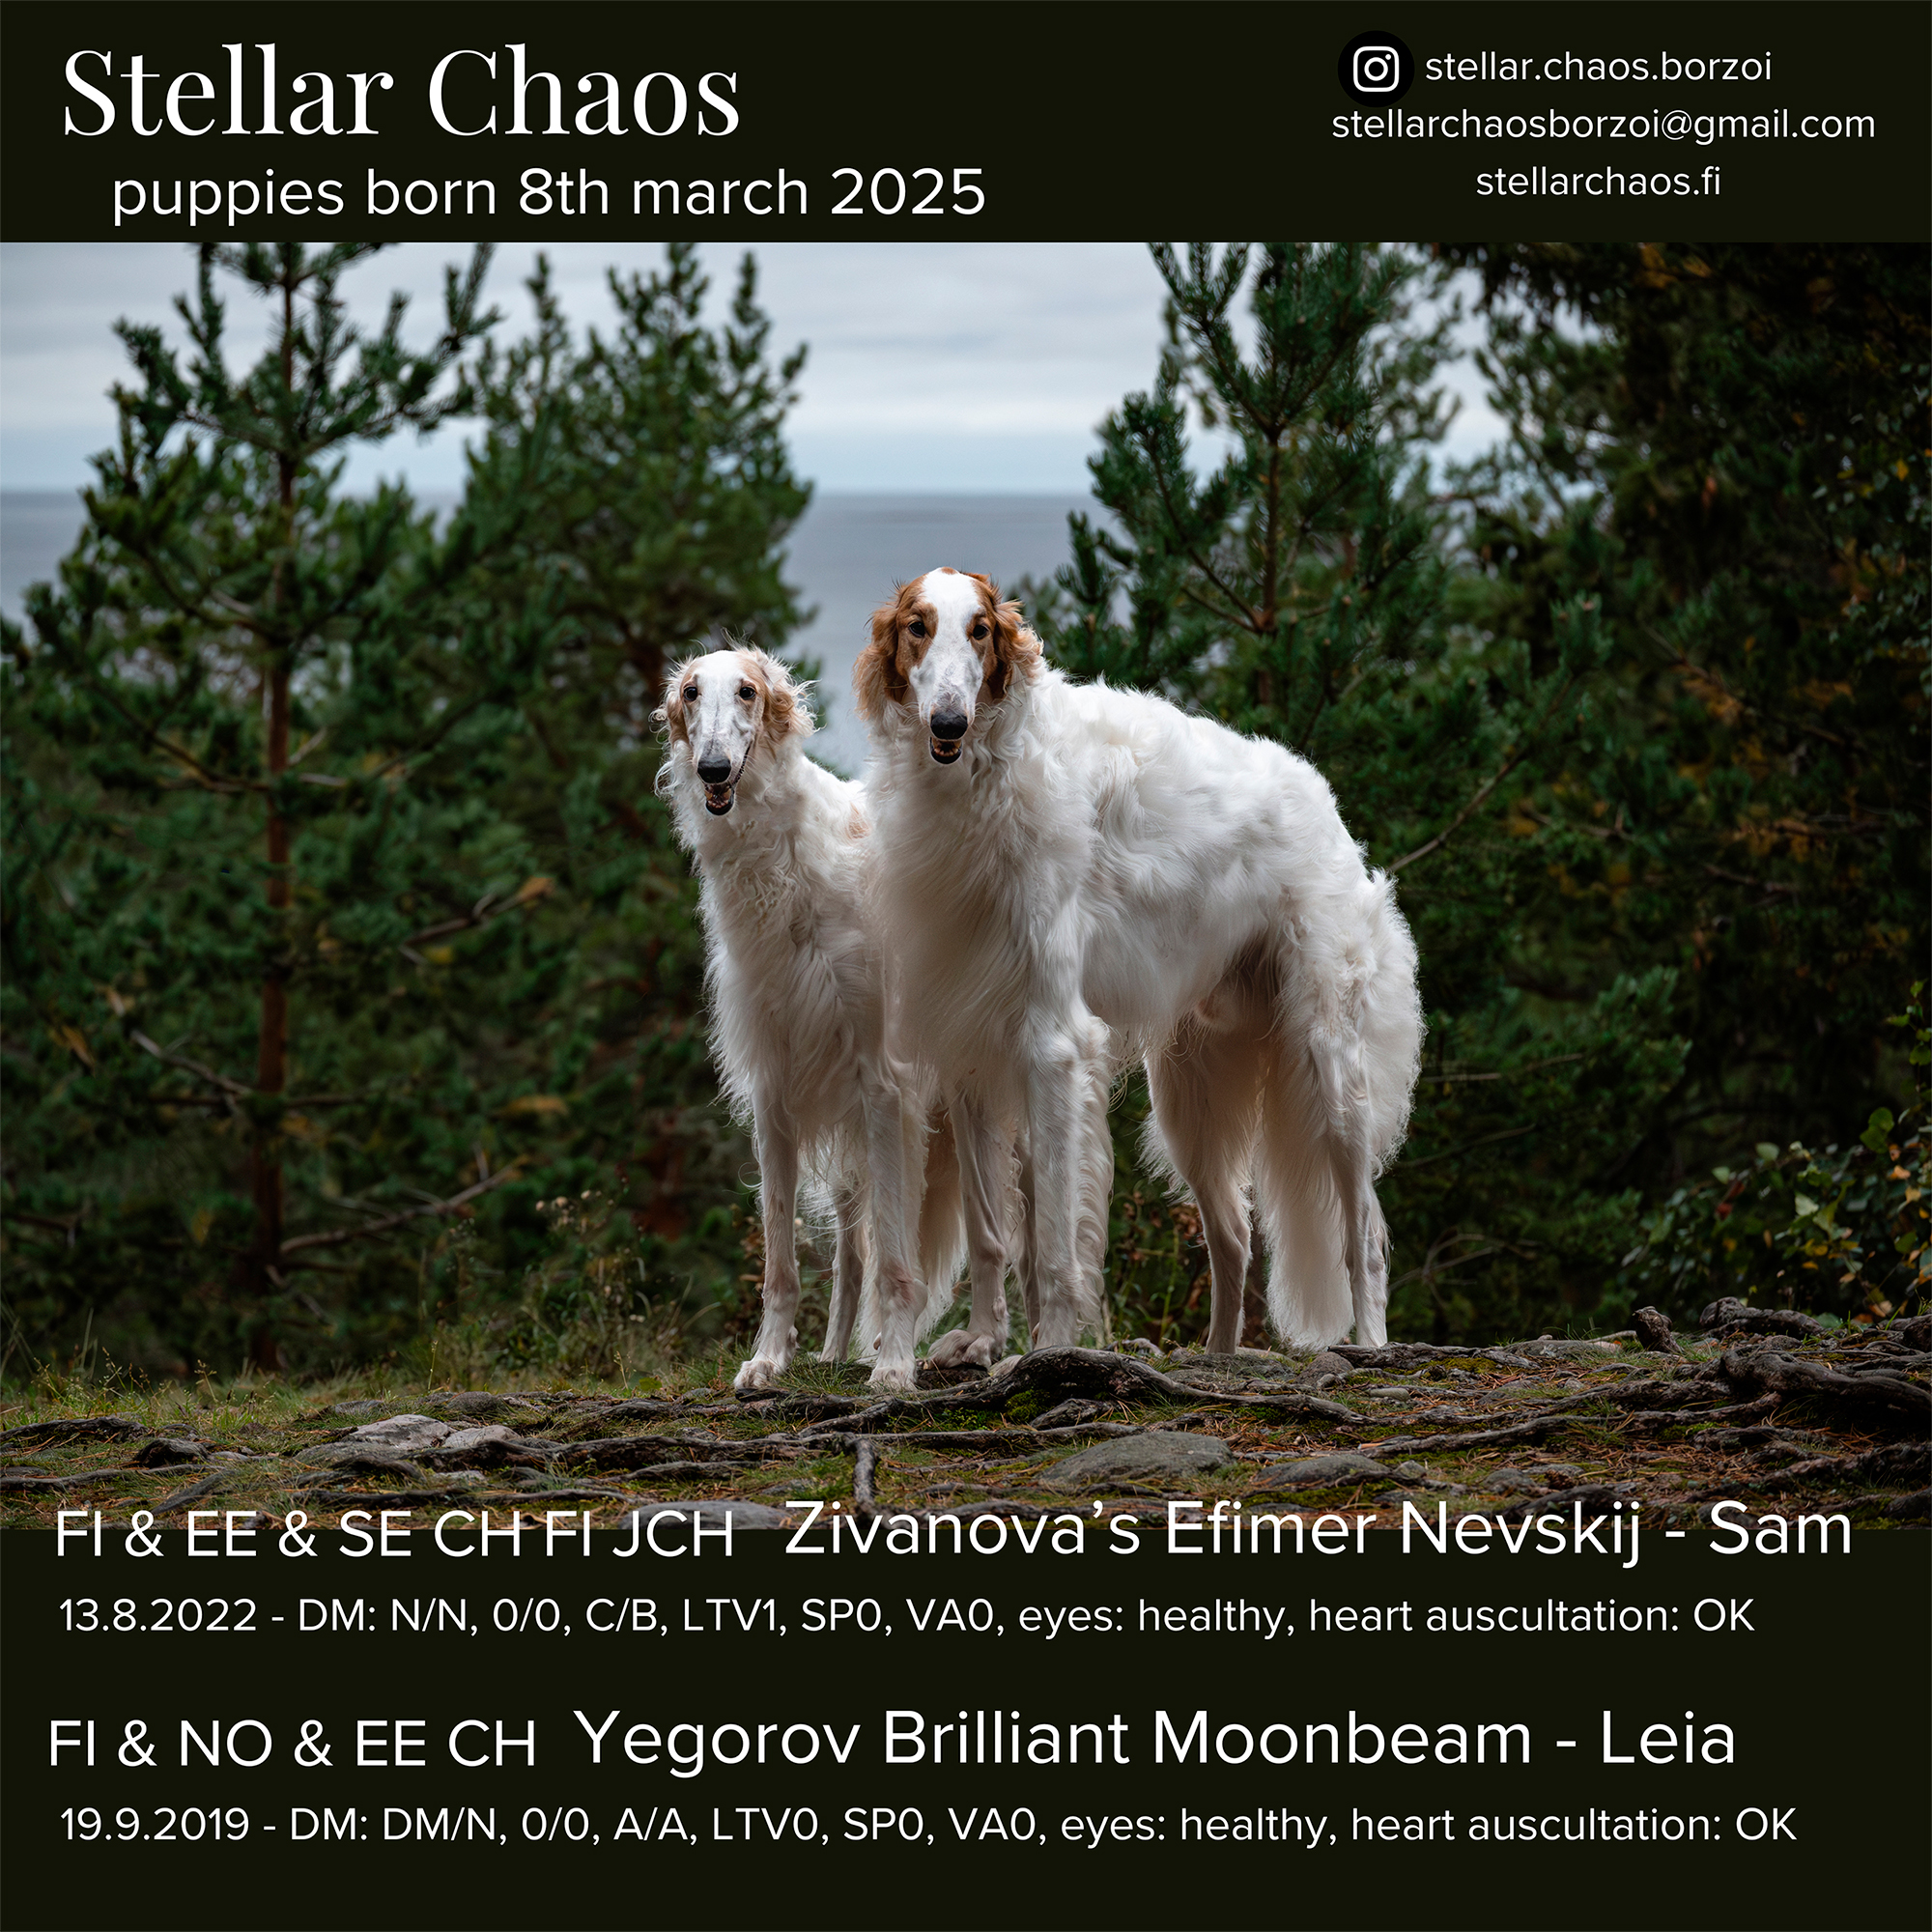 Stellar Chaos
puppies born 8th march 2025
stellar.chaos.borzoi
stellarchaosborzoi@gmail.com
stellarchaos.fi
FI & EE & SE CH FI JCH Zivanova’s Efimer Nevskij - Sam
13.8.2022 - DM: N/N, 0/0, C/B, LTV1, SP0, VA0, eyes: healthy, heart auscultation: OK
FI & NO & EE CH Yegorov Brilliant Moonbeam - Leia
19.9.2019 - DM: DM/N, 0/0, A/A, LTV0, SP0, VA0, eyes: healthy, heart auscultation: OK